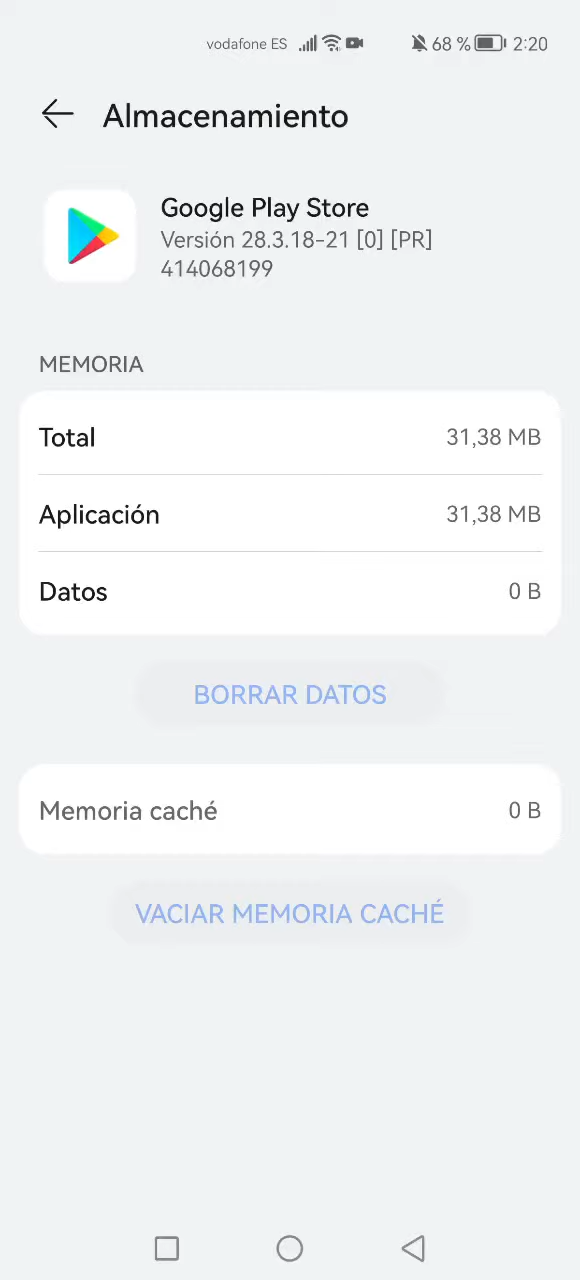 vodafone ES 68 % 2:20
Almacenamiento
Google Play Store
Versión 28.3.18-21 [0] [PR]
414068199
MEMORIA
Total 31,38 MB
Aplicación 31,38 MB
Datos 0 B
BORRAR DATOS
Memoria caché 0 B
VACIAR MEMORIA CACHÉ